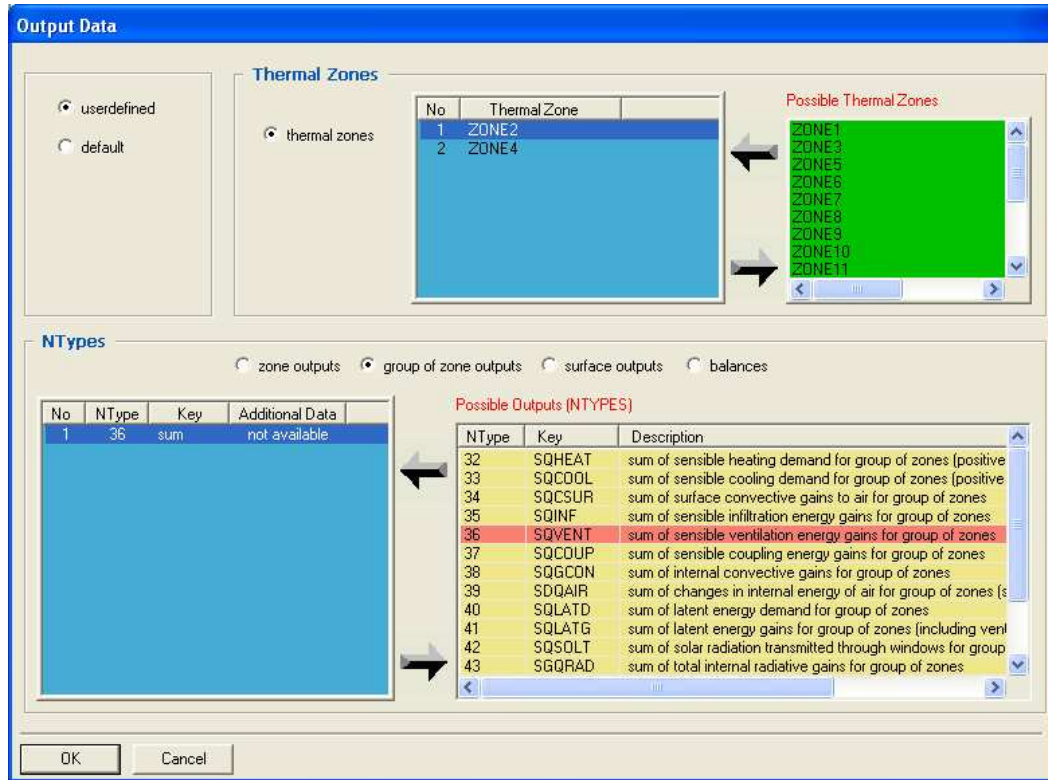 Output Data
userdefined
default
Thermal Zones
thermal zones
No Thermal Zone
1 ZONE2
2 ZONE4
Possible Thermal Zones
ZONE1
ZONE3
ZONE5
ZONE6
ZONE7
ZONE8
ZONE9
ZONE10
ZONE11
NTypes
zone outputs group of zone outputs surface outputs balances
No NType Key Additional Data
1 36 sum not available
Possible Outputs (NTYPES)
NType Key Description
32 SQHEAT sum of sensible heating demand for group of zones (positive
33 SQCOOL sum of sensible cooling demand for group of zones (positive
34 SQCSUR sum of surface convective gains to air for group of zones
35 SQINF sum of sensible infiltration energy gains for group of zones
36 SQVENT sum of sensible ventilation energy gains for group of zones
37 SQCOUP sum of sensible coupling energy gains for group of zones
38 SQGCON sum of internal convective gains for group of zones
39 SDQAIR sum of changes in internal energy of air for group of zones (s
40 SQLATD sum of latent energy demand for group of zones
41 SQLATG sum of latent energy gains for group of zones (including vent
42 SQSOLT sum of solar radiation transmitted through windows for group
43 SGQRAD sum of total internal radiative gains for group of zones
OK Cancel